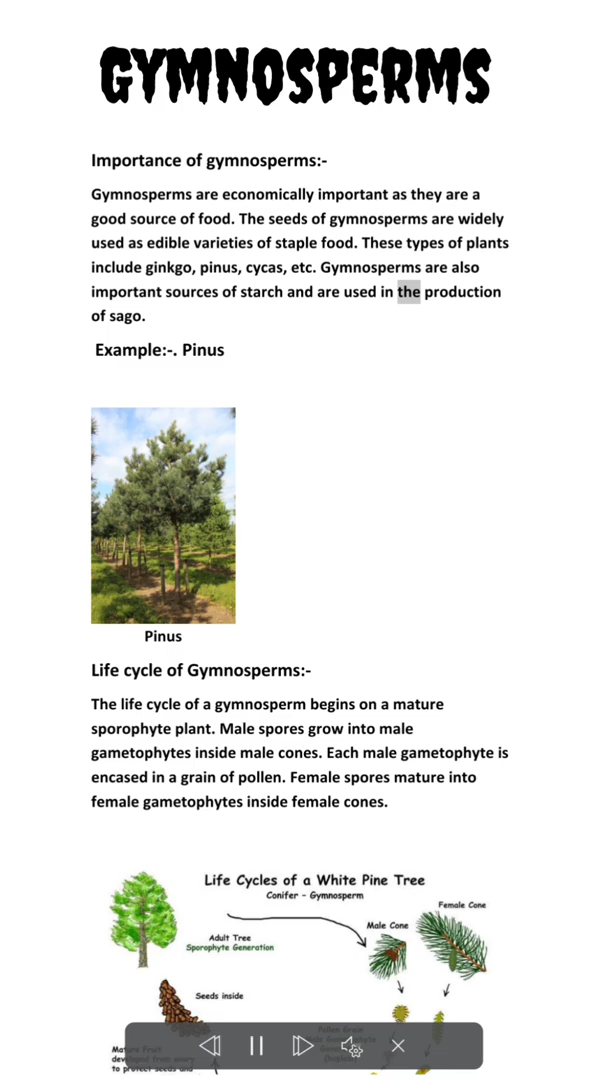 GYMNOSPERMS
Importance of gymnosperms:-
Gymnosperms are economically important as they are a
good source of food. The seeds of gymnosperms are widely
used as edible varieties of staple food. These types of plants
include ginkgo, pinus, cycas, etc. Gymnosperms are also
important sources of starch and are used in the production
of sago.
Example:-. Pinus
Pinus
Life cycle of Gymnosperms:-
The life cycle of a gymnosperm begins on a mature
sporophyte plant. Male spores grow into male
gametophytes inside male cones. Each male gametophyte is
encased in a grain of pollen. Female spores mature into
female gametophytes inside female cones.
Life Cycles of a White Pine Tree
Conifer - Gymnosperm
Female Cone
Male Cone
Adult Tree
Sporophyte Generation
Seeds inside
Pollen Grain
Mature Fruit
developed from ovary
to protect seeds and